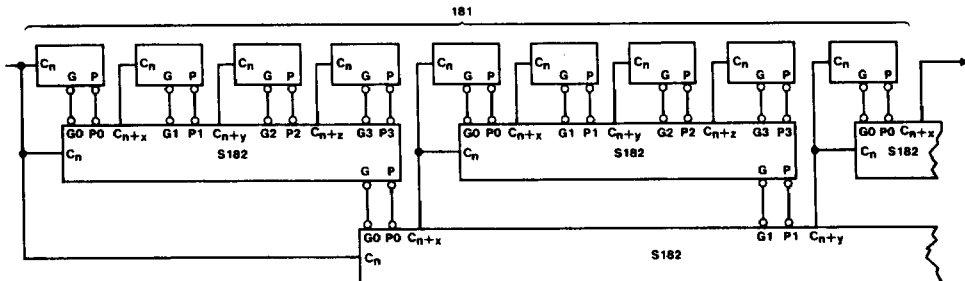 181
Cn Cn Cn Cn Cn Cn Cn Cn Cn
G P G P G P G P G P G P G P G P G P
G0 P0 Cn+x G1 P1 Cn+y G2 P2 Cn+z G3 P3 G0 P0 Cn+x G1 P1 Cn+y G2 P2 Cn+z G3 P3 G0 P0 Cn+x
Cn S182 Cn S182 Cn S182
G P G P
G0 P0 Cn+x G1 P1 Cn+y
Cn S182